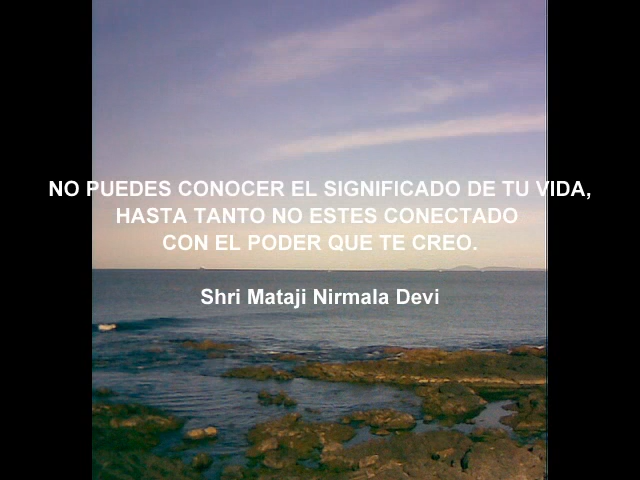 NO PUEDES CONOCER EL SIGNIFICADO DE TU VIDA,
HASTA TANTO NO ESTES CONECTADO
CON EL PODER QUE TE CREO.
Shri Mataji Nirmala Devi